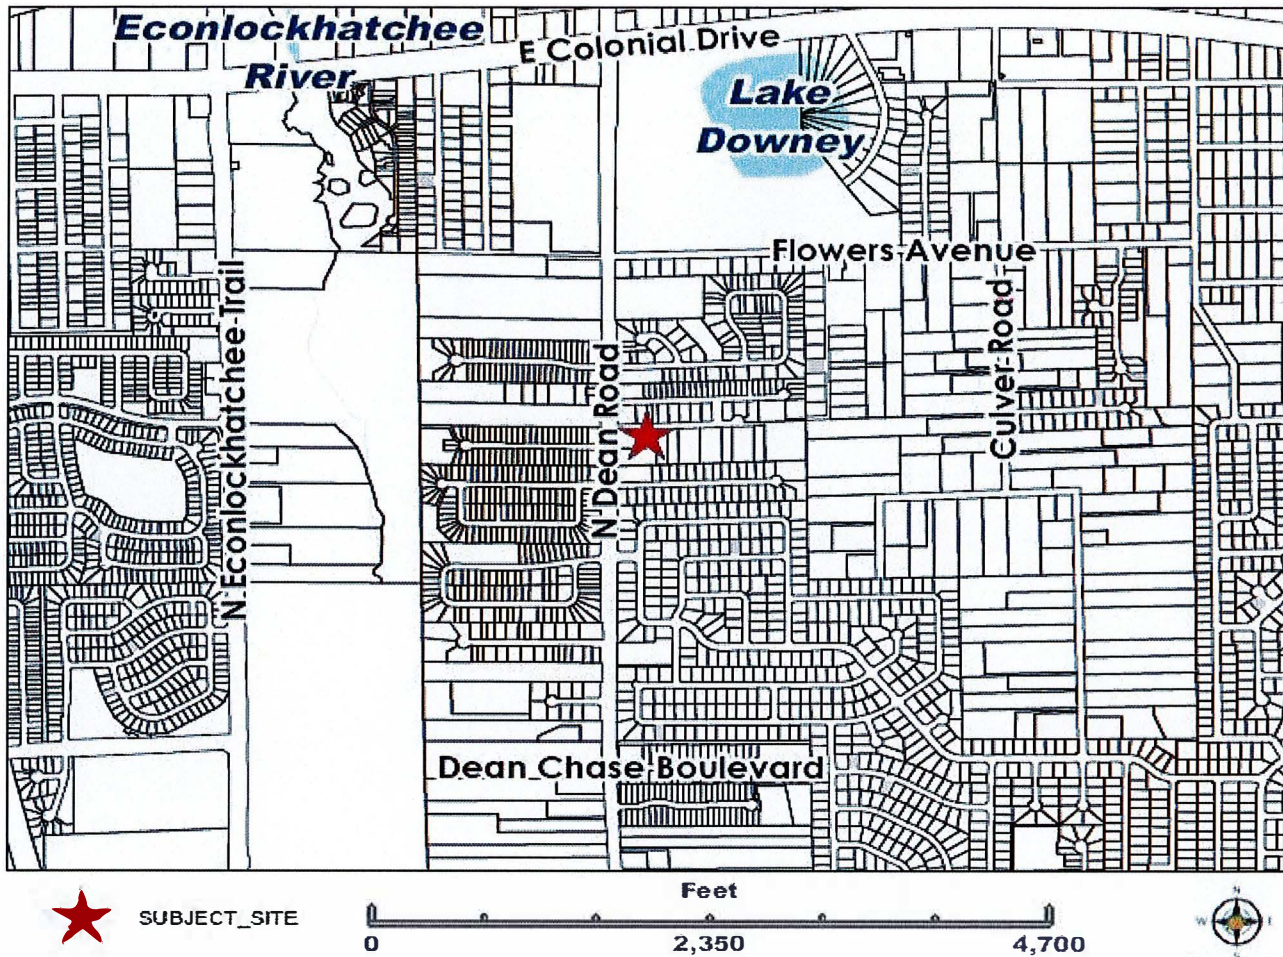 Econlockhatchee
River
E Colonial Drive
Lake
Downey
Flowers Avenue
N Econlockhatchee Trail
N Dean Road
Culver Road
Dean Chase Boulevard
SUBJECT_SITE
Feet
0 2,350 4,700
N
W E
S